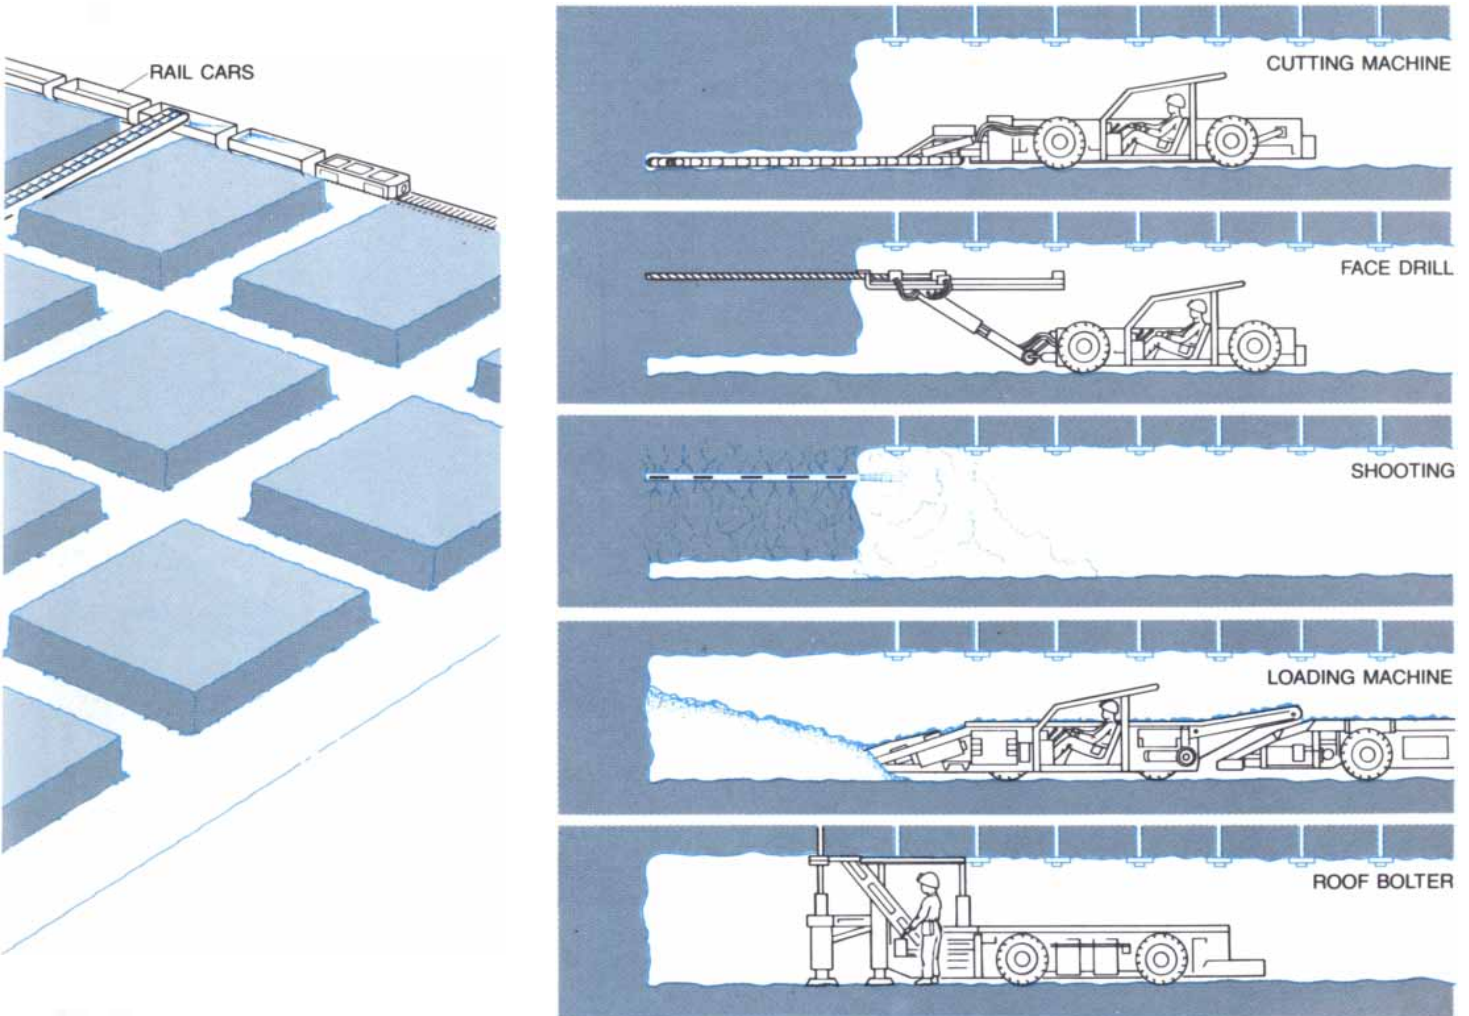 RAIL CARS
CUTTING MACHINE
FACE DRILL
SHOOTING
LOADING MACHINE
ROOF BOLTER